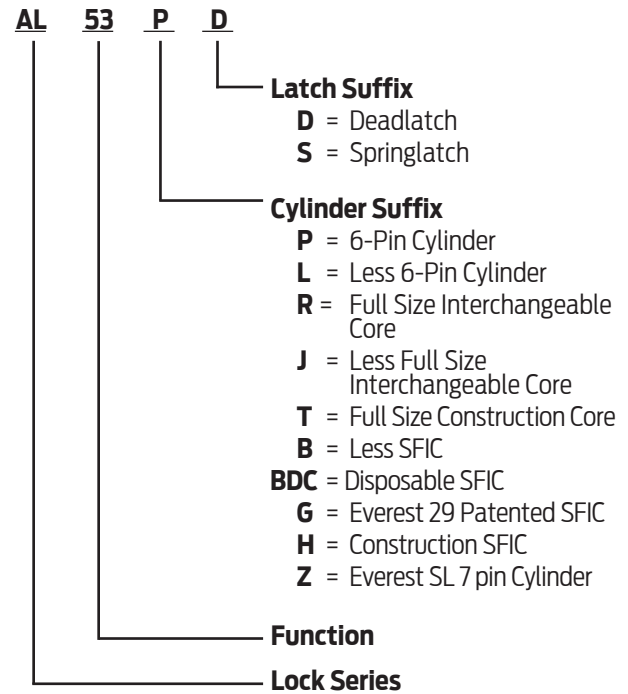 AL 53 P D
Latch Suffix
D = Deadlatch
S = Springlatch
Cylinder Suffix
P = 6-Pin Cylinder
L = Less 6-Pin Cylinder
R = Full Size Interchangeable
Core
J = Less Full Size
Interchangeable Core
T = Full Size Construction Core
B = Less SFIC
BDC = Disposable SFIC
G = Everest 29 Patented SFIC
H = Construction SFIC
Z = Everest SL 7 pin Cylinder
Function
Lock Series